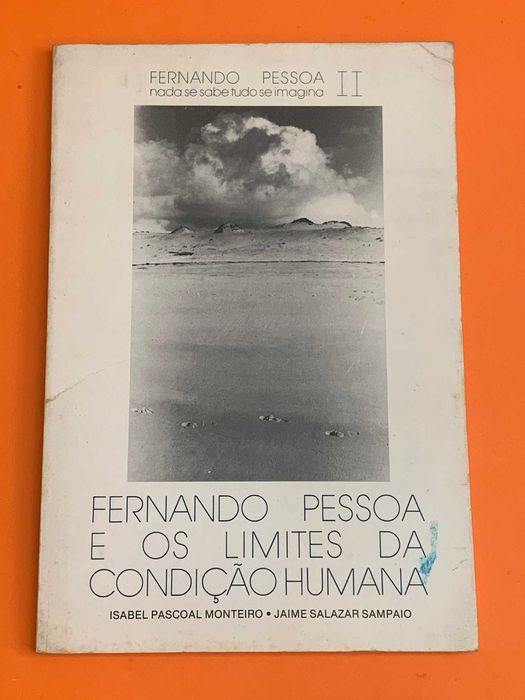 FERNANDO PESSOA II
nada se sabe tudo se imagina
FERNANDO PESSOA
E OS LIMITES DA
CONDIÇÃO HUMANA
ISABEL PASCOAL MONTEIRO • JAIME SALAZAR SAMPAIO